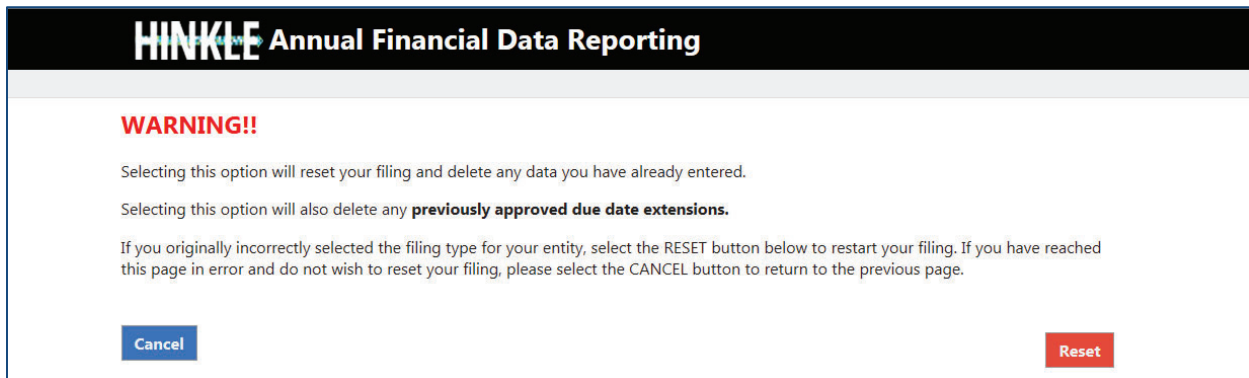 HINKLE Annual Financial Data Reporting
WARNING!!
Selecting this option will reset your filing and delete any data you have already entered.
Selecting this option will also delete any previously approved due date extensions.
If you originally incorrectly selected the filing type for your entity, select the RESET button below to restart your filing. If you have reached
this page in error and do not wish to reset your filing, please select the CANCEL button to return to the previous page.
Cancel
Reset